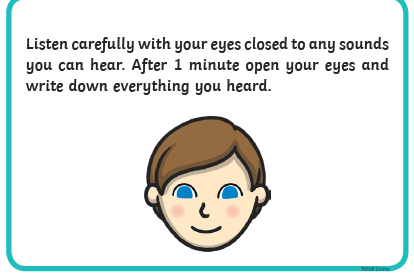 Listen carefully with your eyes closed to any sounds
you can hear. After 1 minute open your eyes and
write down everything you heard.